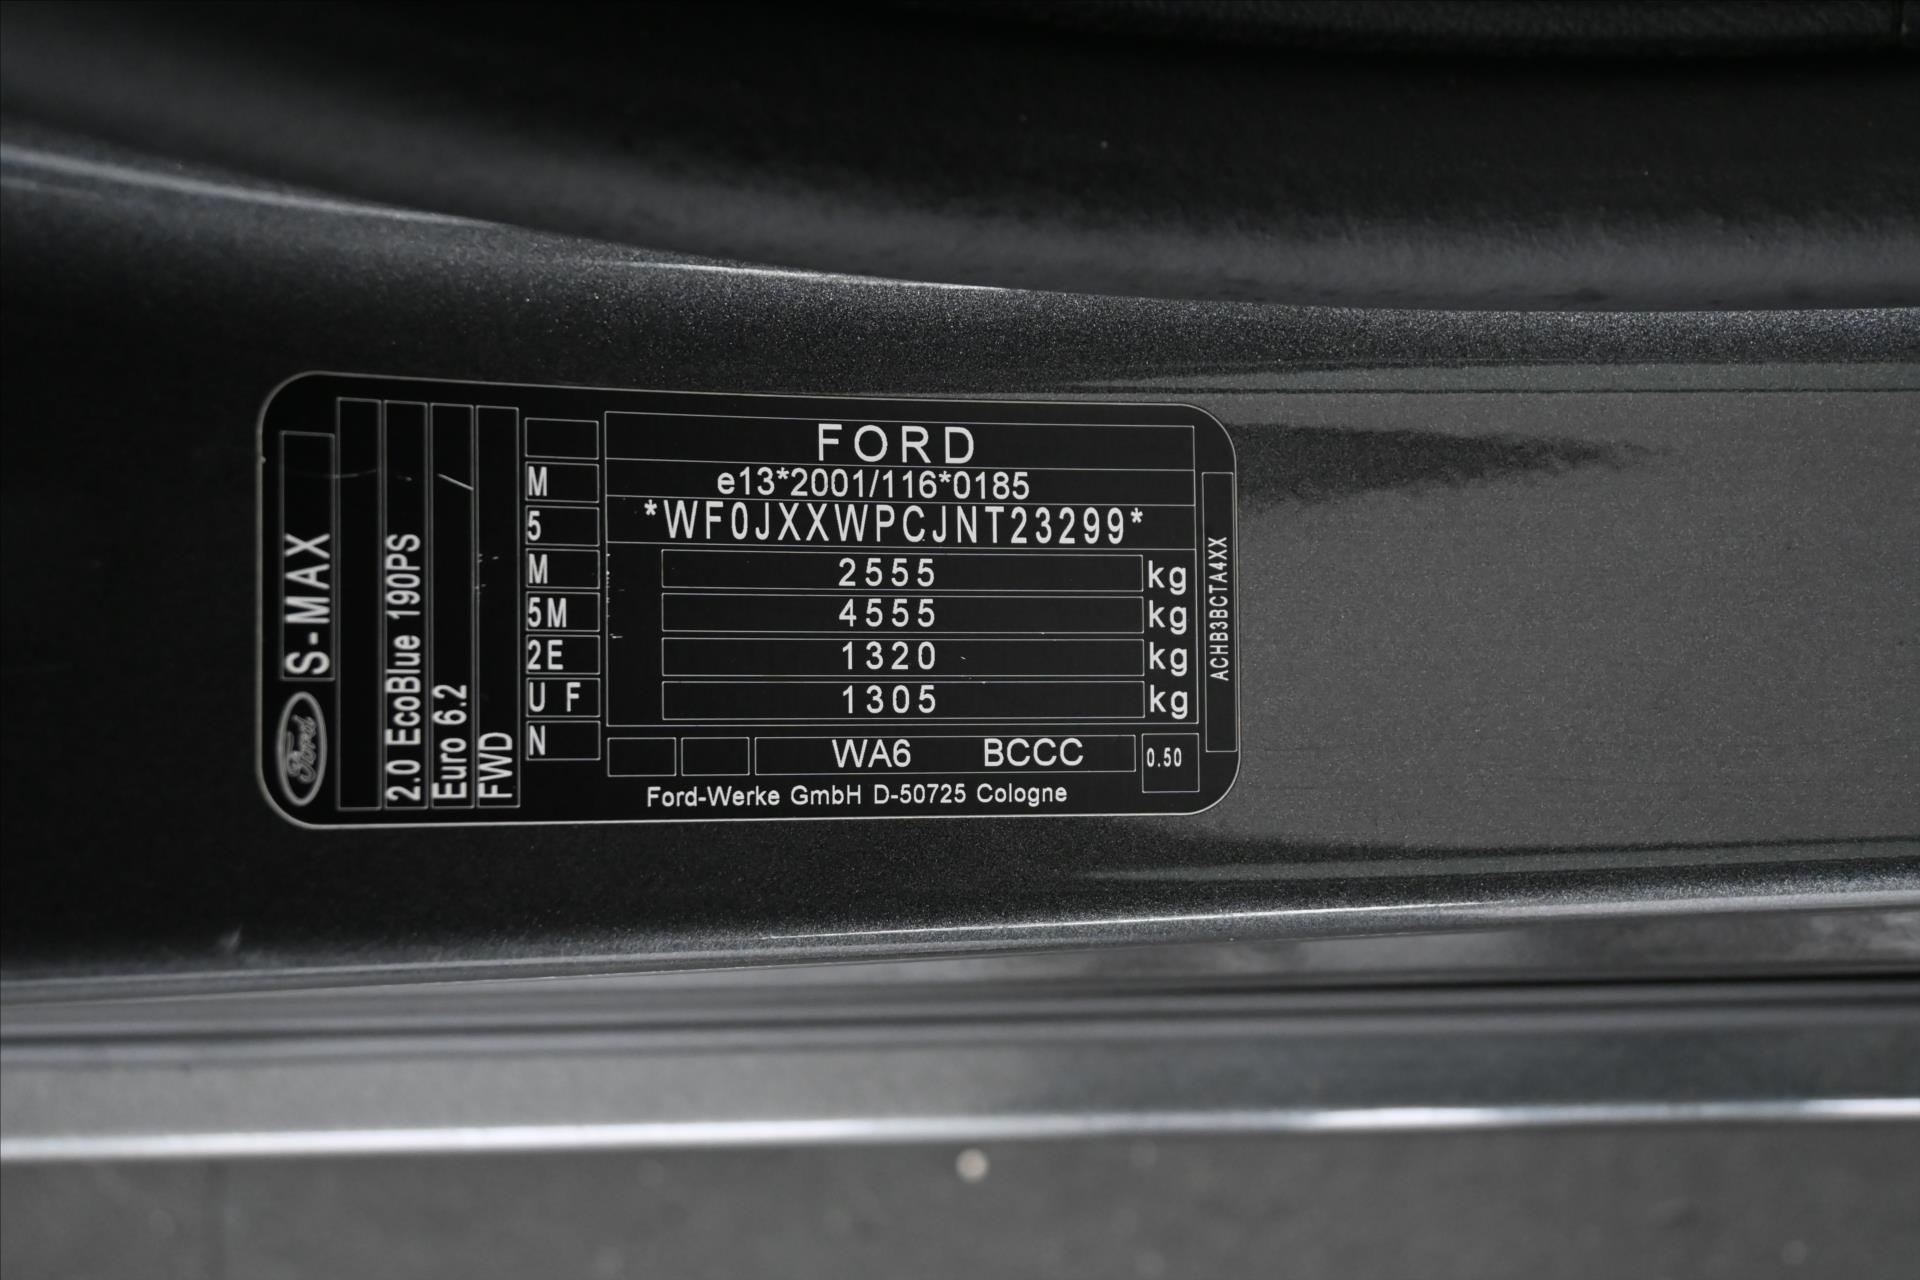 S-MAX
Ford
2.0 EcoBlue 190PS
Euro 6.2
FWD
M
5
M
5M
2E
U F
N
FORD
e13*2001/116*0185
*WF0JXXWPCJNT23299*
2555 kg
4555 kg
1320 kg
1305 kg
WA6 BCCC 0.50
Ford-Werke GmbH D-50725 Cologne
ACHB3BCTA4XX